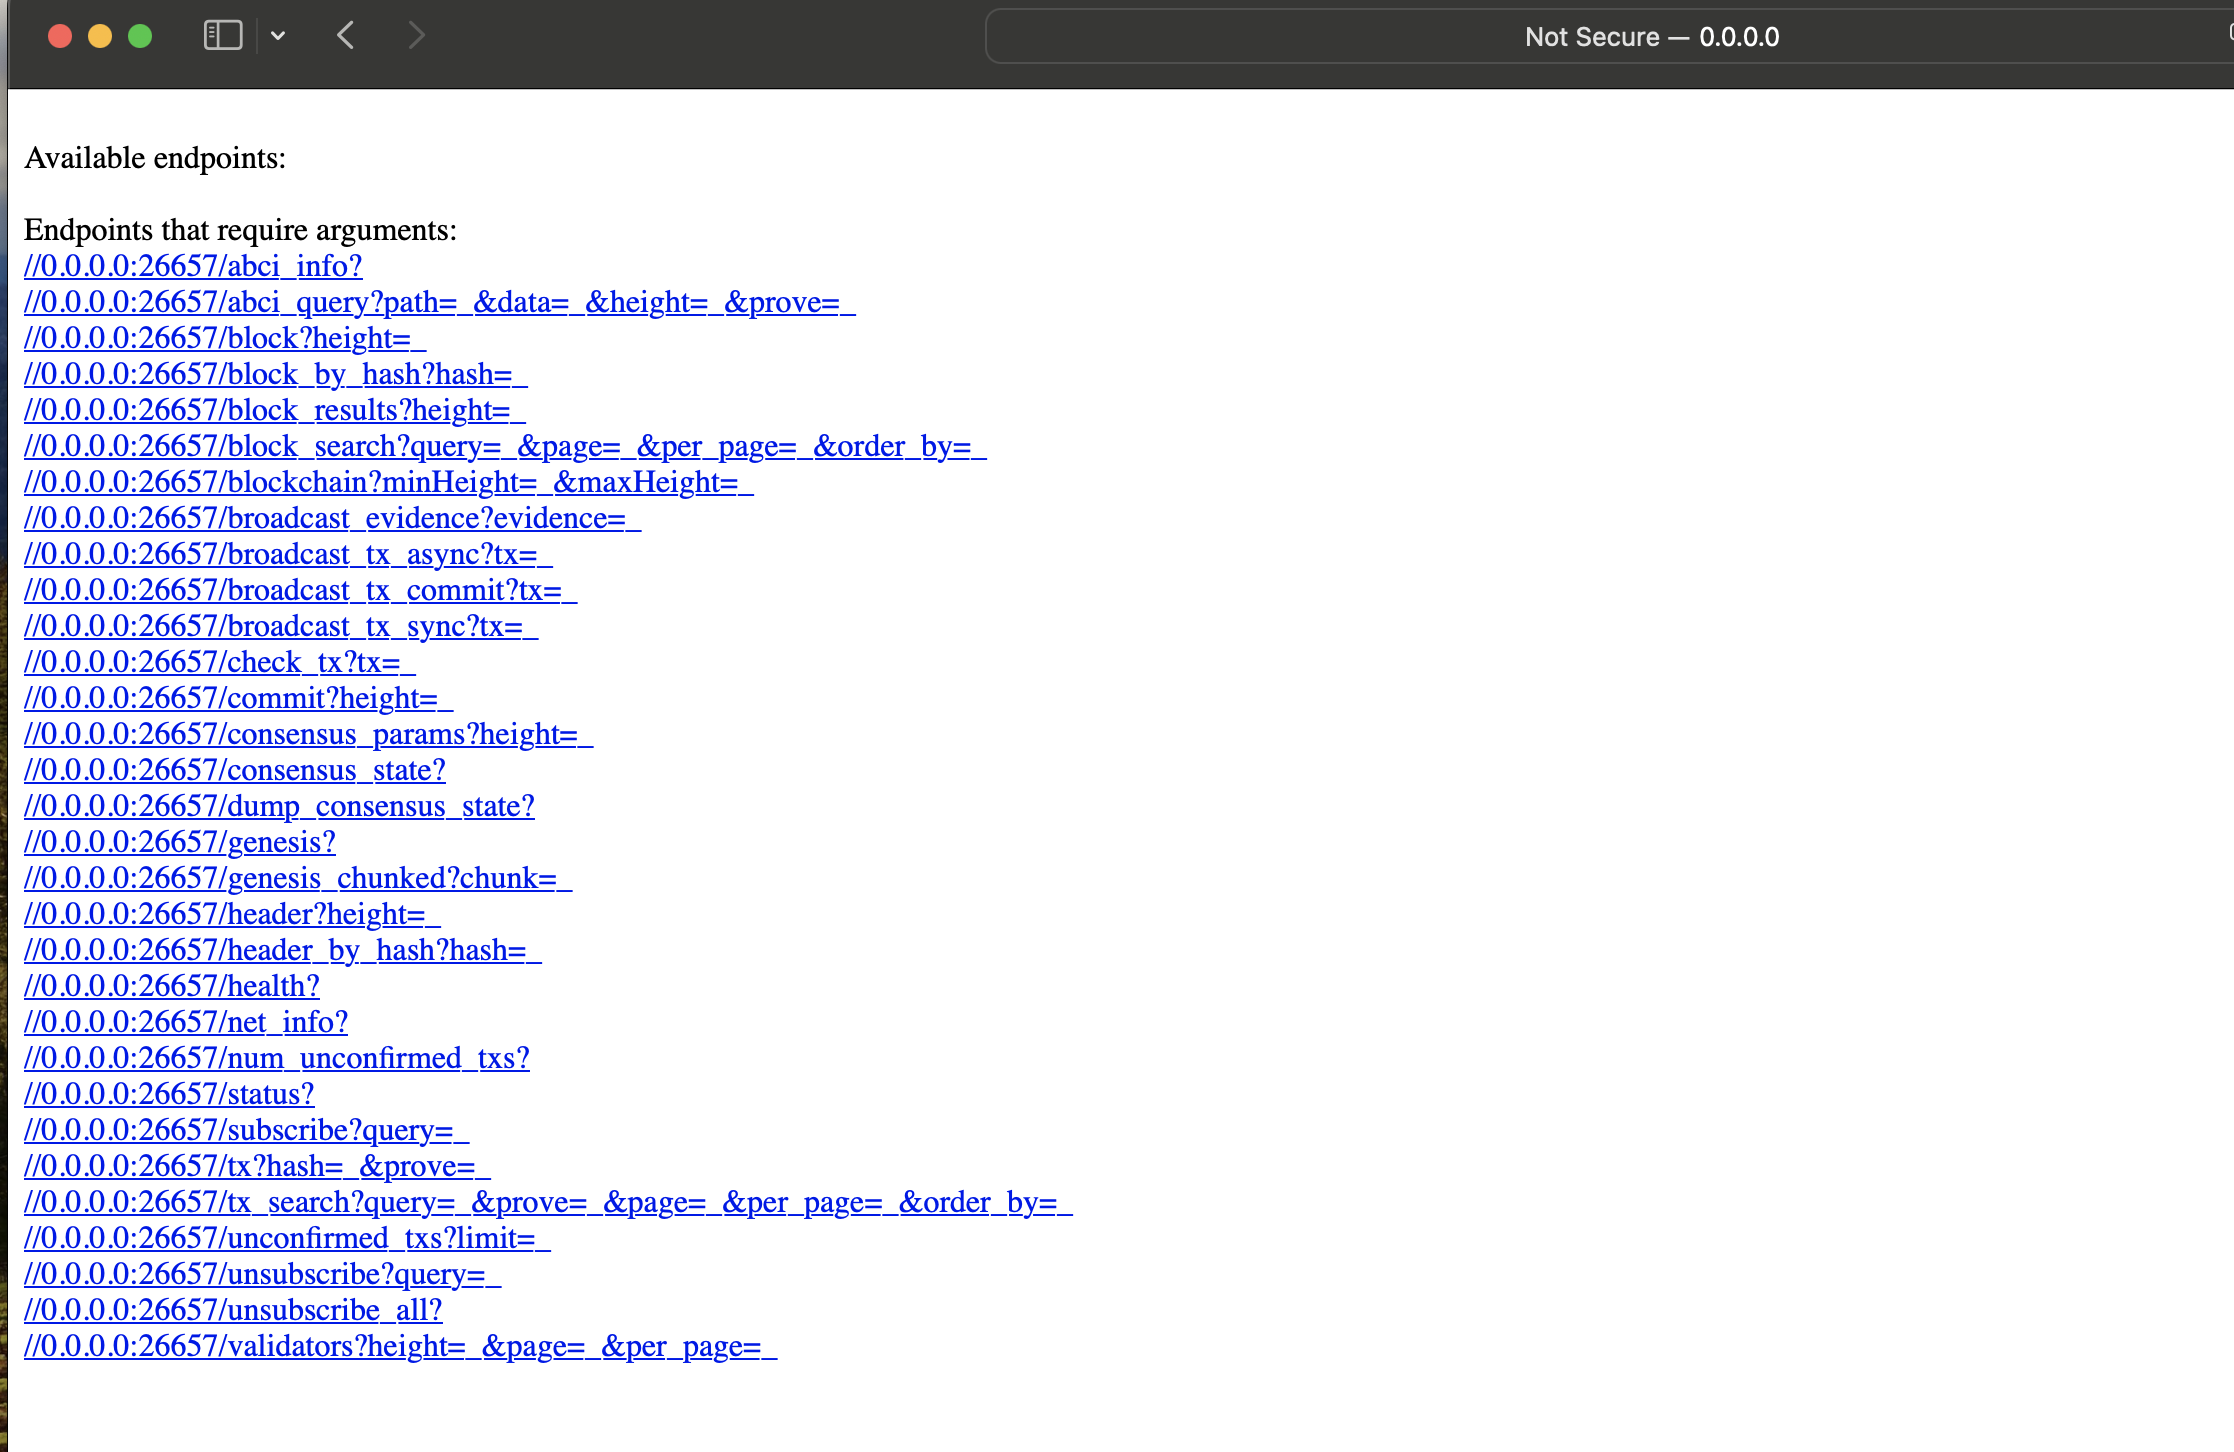 Not Secure — 0.0.0.0
Available endpoints:
Endpoints that require arguments:
//0.0.0.0:26657/abci_info?
//0.0.0.0:26657/abci_query?path=_&data=_&height=_&prove=_
//0.0.0.0:26657/block?height=_
//0.0.0.0:26657/block_by_hash?hash=_
//0.0.0.0:26657/block_results?height=_
//0.0.0.0:26657/block_search?query=_&page=_&per_page=_&order_by=_
//0.0.0.0:26657/blockchain?minHeight=_&maxHeight=_
//0.0.0.0:26657/broadcast_evidence?evidence=_
//0.0.0.0:26657/broadcast_tx_async?tx=_
//0.0.0.0:26657/broadcast_tx_commit?tx=_
//0.0.0.0:26657/broadcast_tx_sync?tx=_
//0.0.0.0:26657/check_tx?tx=_
//0.0.0.0:26657/commit?height=_
//0.0.0.0:26657/consensus_params?height=_
//0.0.0.0:26657/consensus_state?
//0.0.0.0:26657/dump_consensus_state?
//0.0.0.0:26657/genesis?
//0.0.0.0:26657/genesis_chunked?chunk=_
//0.0.0.0:26657/header?height=_
//0.0.0.0:26657/header_by_hash?hash=_
//0.0.0.0:26657/health?
//0.0.0.0:26657/net_info?
//0.0.0.0:26657/num_unconfirmed_txs?
//0.0.0.0:26657/status?
//0.0.0.0:26657/subscribe?query=_
//0.0.0.0:26657/tx?hash=_&prove=_
//0.0.0.0:26657/tx_search?query=_&prove=_&page=_&per_page=_&order_by=_
//0.0.0.0:26657/unconfirmed_txs?limit=_
//0.0.0.0:26657/unsubscribe?query=_
//0.0.0.0:26657/unsubscribe_all?
//0.0.0.0:26657/validators?height=_&page=_&per_page=_